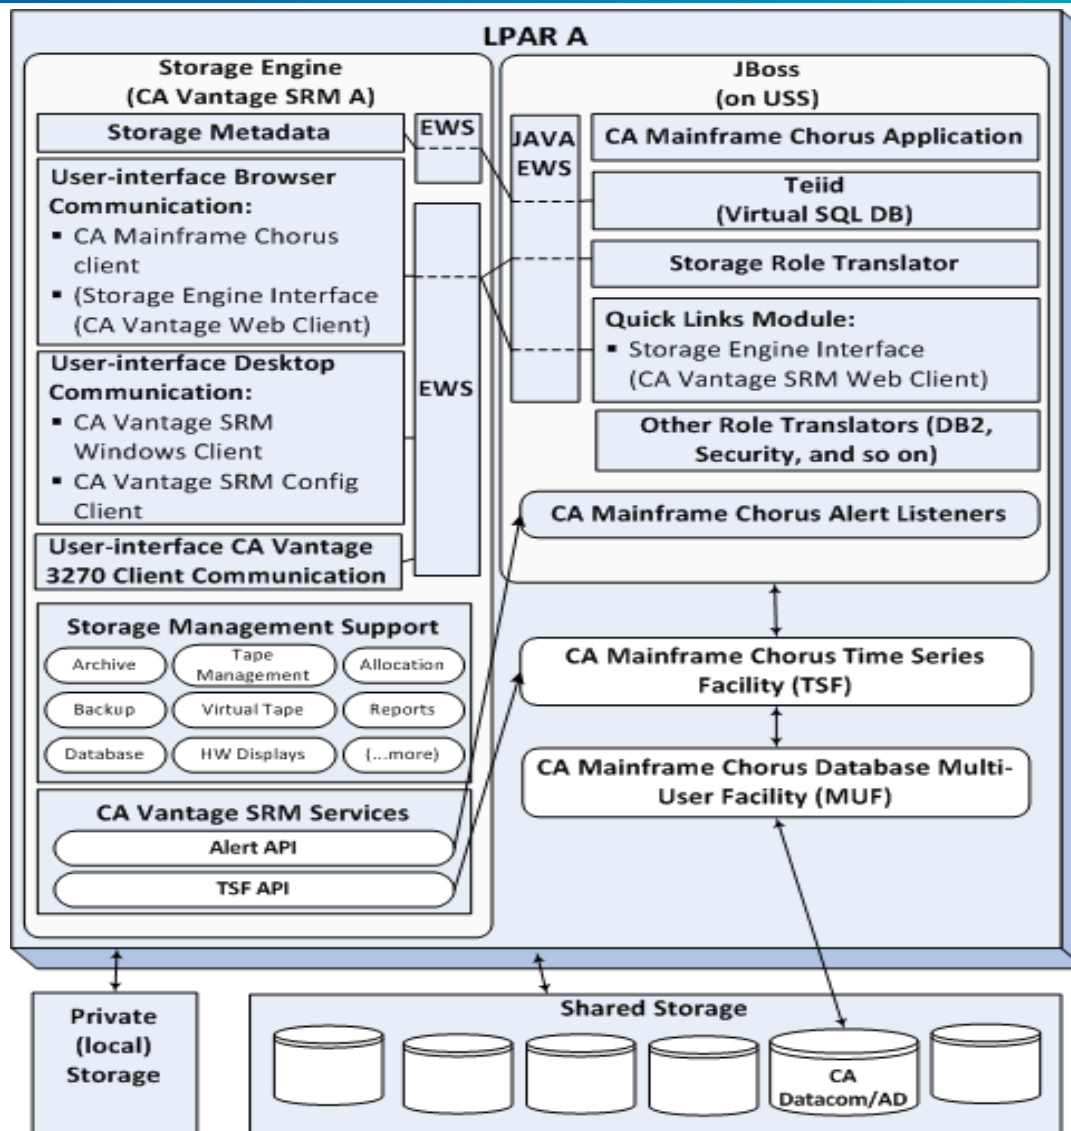 LPAR A
Storage Engine
(CA Vantage SRM A)
Storage Metadata
EWS
User-interface Browser
Communication:
▪ CA Mainframe Chorus
client
▪ (Storage Engine Interface
(CA Vantage Web Client)
User-interface Desktop
Communication:
▪ CA Vantage SRM
Windows Client
▪ CA Vantage SRM Config
Client
EWS
User-interface CA Vantage
3270 Client Communication
Storage Management Support
Archive
Tape
Management
Allocation
Backup
Virtual Tape
Reports
Database
HW Displays
(...more)
CA Vantage SRM Services
Alert API
TSF API
JBoss
(on USS)
JAVA
EWS
CA Mainframe Chorus Application
Teiid
(Virtual SQL DB)
Storage Role Translator
Quick Links Module:
▪ Storage Engine Interface
(CA Vantage SRM Web Client)
Other Role Translators (DB2,
Security, and so on)
CA Mainframe Chorus Alert Listeners
CA Mainframe Chorus Time Series
Facility (TSF)
CA Mainframe Chorus Database Multi-
User Facility (MUF)
Private
(local)
Storage
Shared Storage
CA
Datacom/AD